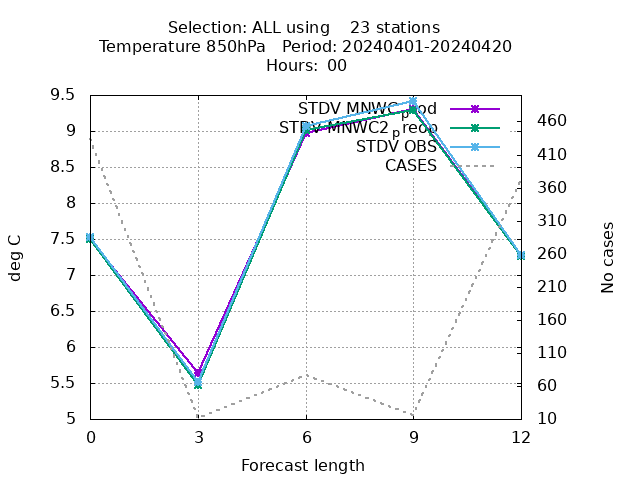 Selection: ALL using 23 stations
Temperature 850hPa Period: 20240401-20240420
Hours: 00
9.5
9
8.5
8
7.5
7
6.5
6
5.5
5
deg C
STDV MNWC_prod
STDV MNWC2_preop
STDV OBS
CASES
460
410
360
310
260
210
160
110
60
10
No cases
0 3 6 9 12
Forecast length